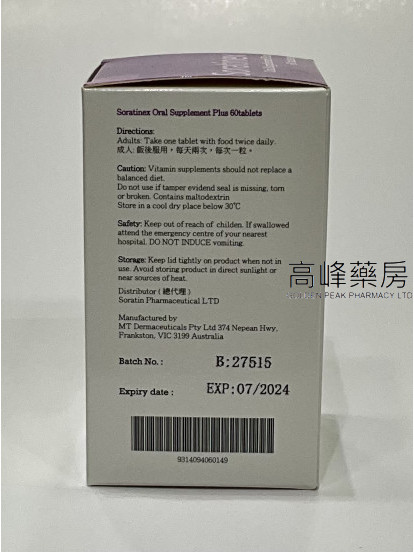 Soratinex
Soratinex Oral Supplement Plus 60tablets
Directions:
Adults: Take one tablet with food twice daily.
成人: 飯後服用，每天兩次，每次一粒。
Caution: Vitamin supplements should not replace a
balanced diet.
Do not use if tamper evidend seal is missing, torn
or broken. Contains maltodextrin
Store in a cool dry place below 30℃
Safety: Keep out of reach of childen. If swallowed
attend the emergency centre of your nearest
hospital. DO NOT INDUCE vomiting.
Storage: Keep lid tightly on product when not in
use. Avoid storing product in direct sunlight or
near sources of heat.
Distributor ( 總代理 )
Soratin Pharmaceutical LTD
Manufactured by
MT Dermaceuticals Pty Ltd 374 Nepean Hwy,
Frankston, VIC 3199 Australia
Batch No. : B:27515
Expiry date : EXP:07/2024
9314094060149
高峰藥房
PEAK PHARMACY LTD